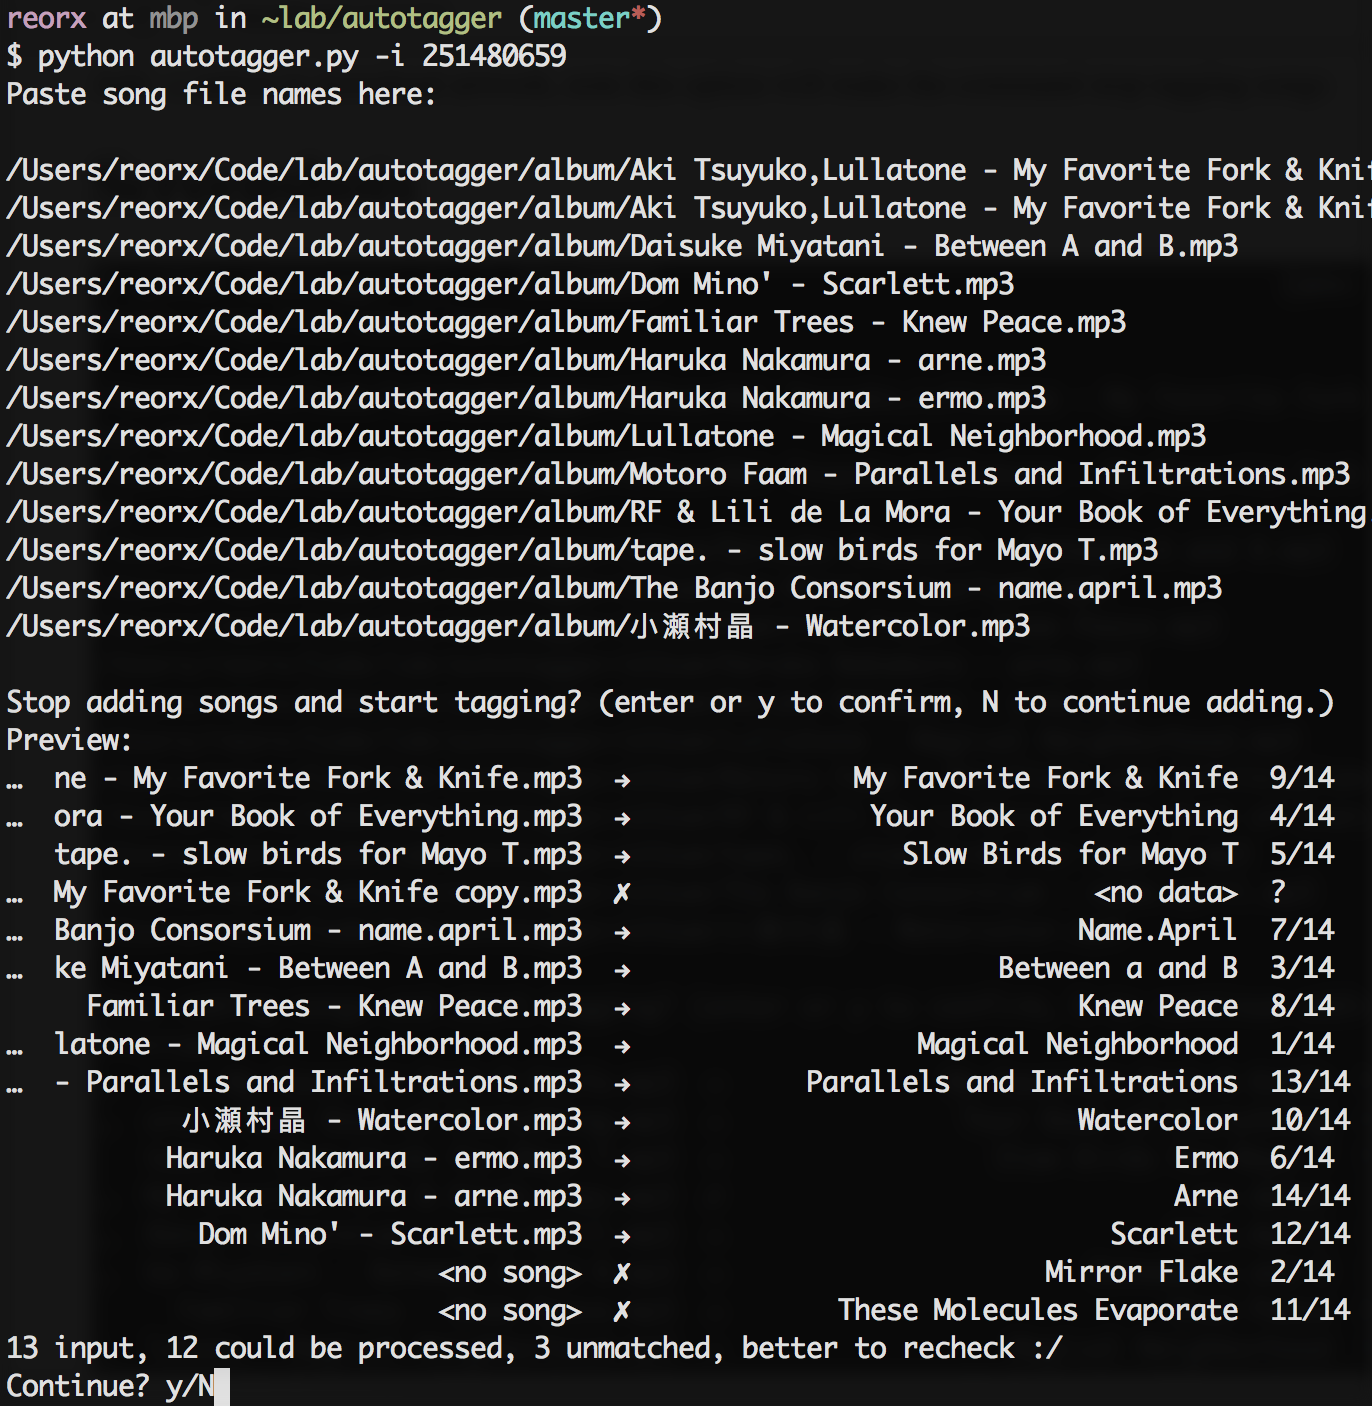 reorx at mbp in ~lab/autotagger (master*)
$ python autotagger.py -i 251480659
Paste song file names here:
/Users/reorx/Code/lab/autotagger/album/Aki Tsuyuko,Lullatone - My Favorite Fork & Knif
/Users/reorx/Code/lab/autotagger/album/Aki Tsuyuko,Lullatone - My Favorite Fork & Knif
/Users/reorx/Code/lab/autotagger/album/Daisuke Miyatani - Between A and B.mp3
/Users/reorx/Code/lab/autotagger/album/Dom Mino' - Scarlett.mp3
/Users/reorx/Code/lab/autotagger/album/Familiar Trees - Knew Peace.mp3
/Users/reorx/Code/lab/autotagger/album/Haruka Nakamura - arne.mp3
/Users/reorx/Code/lab/autotagger/album/Haruka Nakamura - ermo.mp3
/Users/reorx/Code/lab/autotagger/album/Lullatone - Magical Neighborhood.mp3
/Users/reorx/Code/lab/autotagger/album/Motoro Faam - Parallels and Infiltrations.mp3
/Users/reorx/Code/lab/autotagger/album/RF & Lili de La Mora - Your Book of Everything
/Users/reorx/Code/lab/autotagger/album/tape. - slow birds for Mayo T.mp3
/Users/reorx/Code/lab/autotagger/album/The Banjo Consorsium - name.april.mp3
/Users/reorx/Code/lab/autotagger/album/小瀬村晶 - Watercolor.mp3
Stop adding songs and start tagging? (enter or y to confirm, N to continue adding.)
Preview:
… ne - My Favorite Fork & Knife.mp3 → My Favorite Fork & Knife 9/14
… ora - Your Book of Everything.mp3 → Your Book of Everything 4/14
tape. - slow birds for Mayo T.mp3 → Slow Birds for Mayo T 5/14
… My Favorite Fork & Knife copy.mp3 ✗ <no data> ?
… Banjo Consorsium - name.april.mp3 → Name.April 7/14
… ke Miyatani - Between A and B.mp3 → Between a and B 3/14
Familiar Trees - Knew Peace.mp3 → Knew Peace 8/14
… latone - Magical Neighborhood.mp3 → Magical Neighborhood 1/14
… - Parallels and Infiltrations.mp3 → Parallels and Infiltrations 13/14
小瀬村晶 - Watercolor.mp3 → Watercolor 10/14
Haruka Nakamura - ermo.mp3 → Ermo 6/14
Haruka Nakamura - arne.mp3 → Arne 14/14
Dom Mino' - Scarlett.mp3 → Scarlett 12/14
<no song> ✗ Mirror Flake 2/14
<no song> ✗ These Molecules Evaporate 11/14
13 input, 12 could be processed, 3 unmatched, better to recheck :/
Continue? y/N